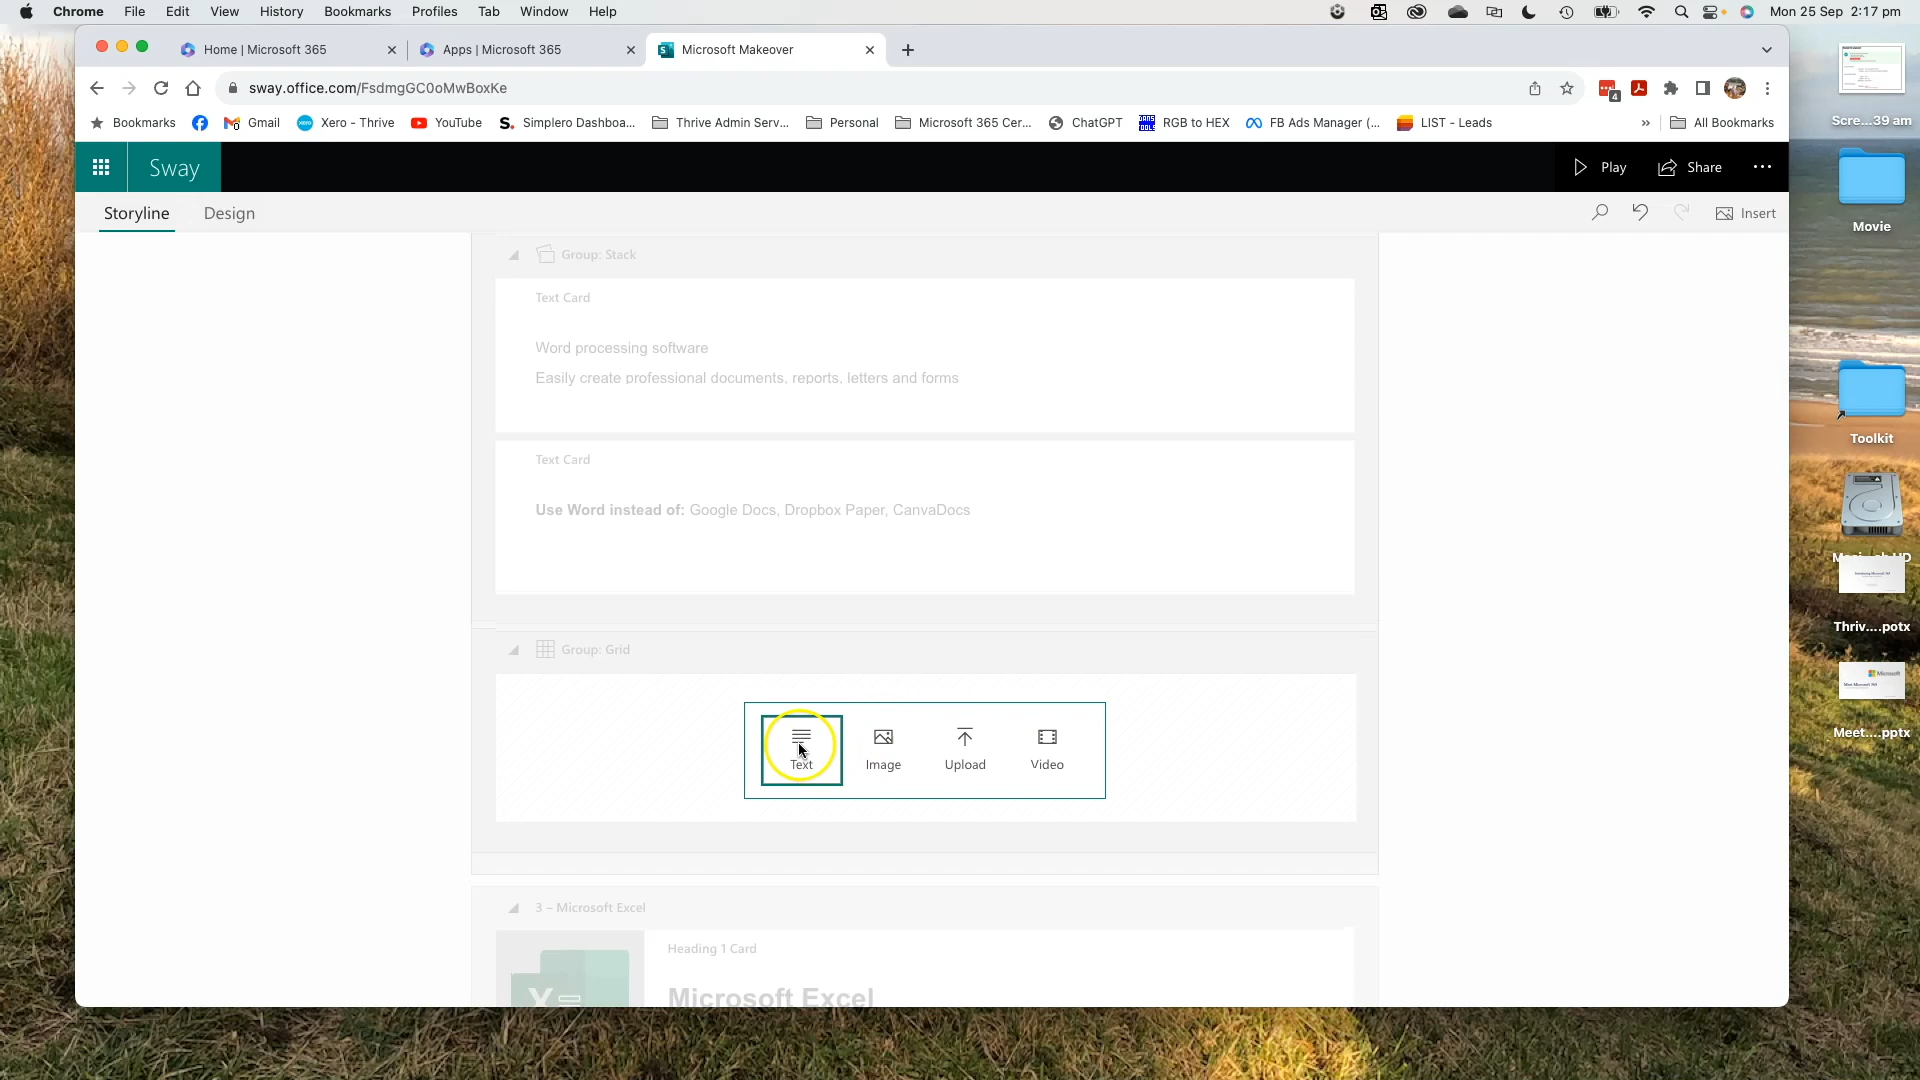 Chrome File Edit View History Bookmarks Profiles Tab Window Help Mon 25 Sep 2:17 pm
Home | Microsoft 365 Apps | Microsoft 365 Microsoft Makeover
sway.office.com/FsdmgGC0oMwBoxKe 4
Bookmarks Gmail xero Xero - Thrive YouTube S. Simplero Dashboa... Thrive Admin Serv... Personal Microsoft 365 Cer... ChatGPT RGB to HEX FB Ads Manager (... LIST - Leads » All Bookmarks
Scre...39 am
Sway Play Share
Storyline Design Insert
Movie
Group: Stack
Text Card
Word processing software
Easily create professional documents, reports, letters and forms
Toolkit
Text Card
Use Word instead of: Google Docs, Dropbox Paper, CanvaDocs
Thriv....potx
Group: Grid
Microsoft
Text Image Upload Video
Meet....pptx
3 – Microsoft Excel
Heading 1 Card
Microsoft Excel